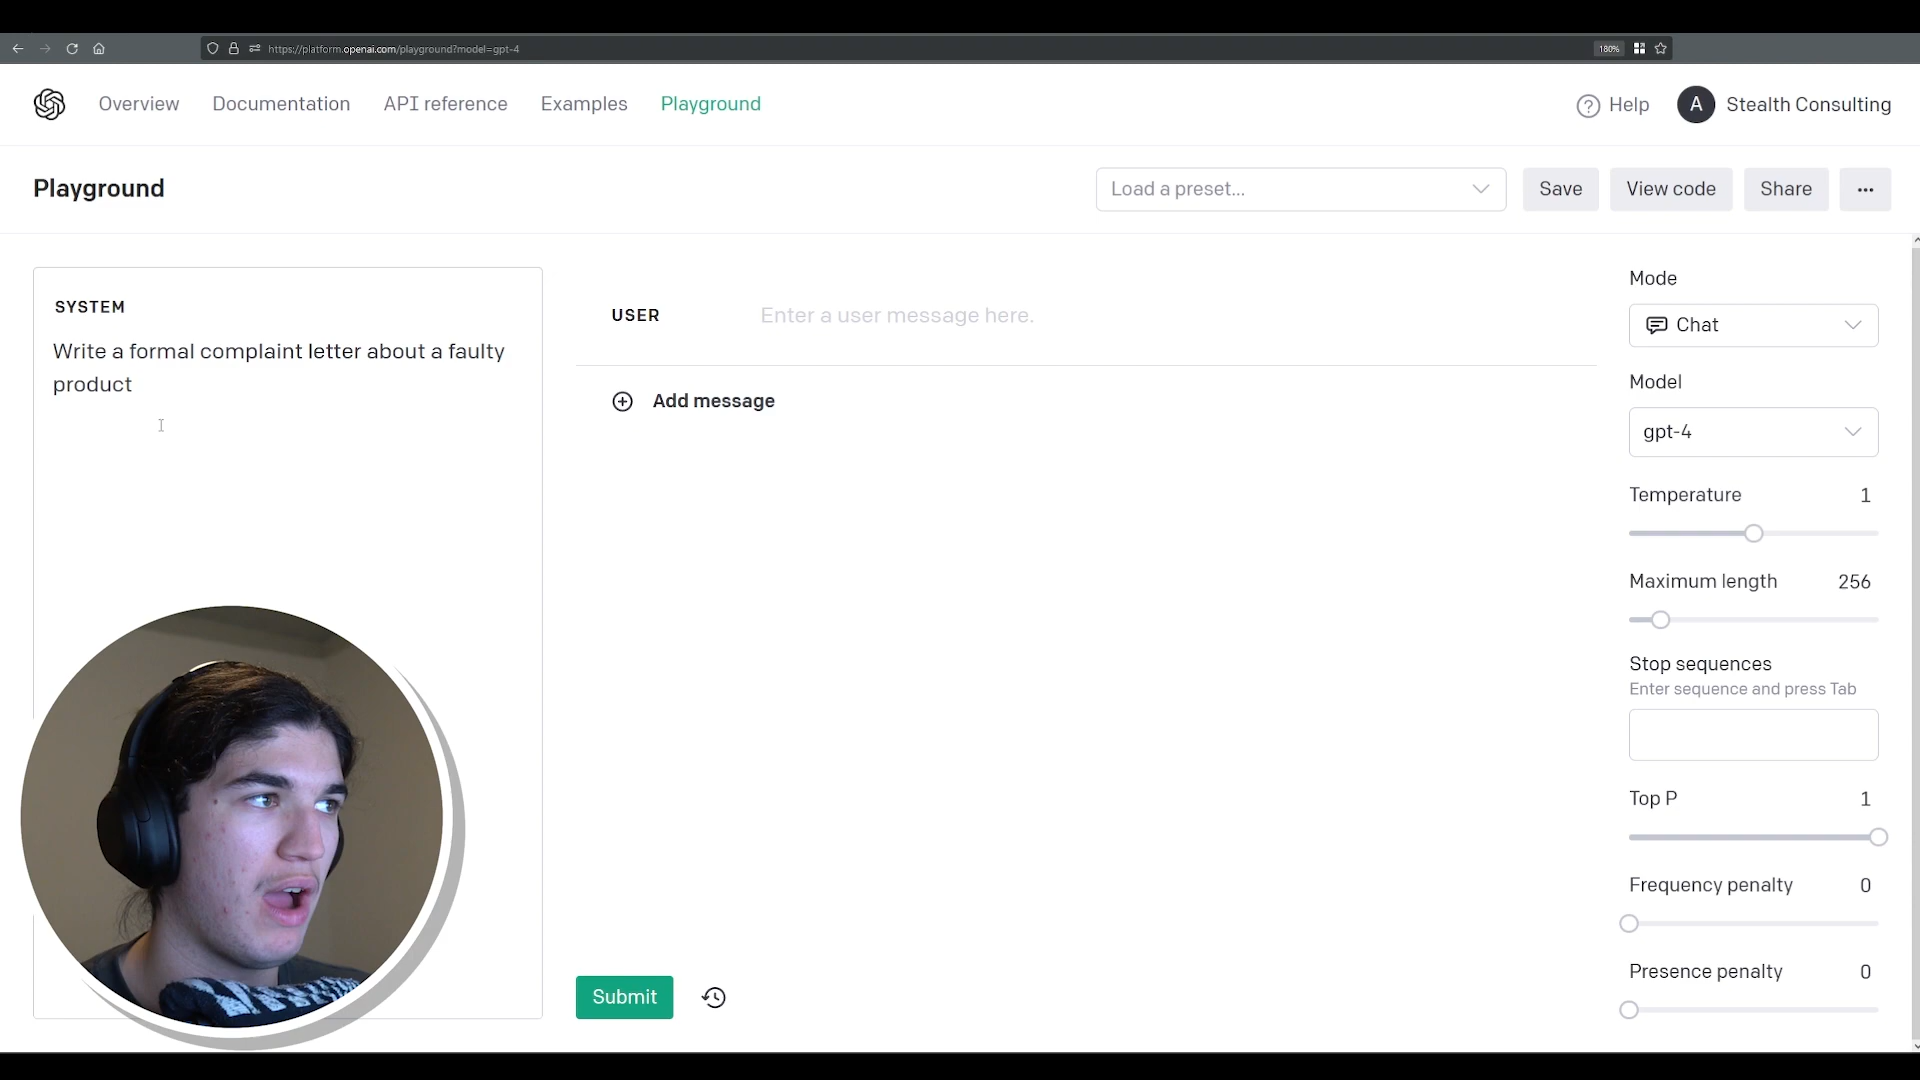 https://platform.openai.com/playground?model=gpt-4
180%
Overview
Documentation
API reference
Examples
Playground
Help
A
Stealth Consulting
Playground
Load a preset...
Save
View code
Share
...
SYSTEM
Write a formal complaint letter about a faulty
product
USER
Enter a user message here.
Add message
Submit
Mode
Chat
Model
gpt-4
Temperature
1
Maximum length
256
Stop sequences
Enter sequence and press Tab
Top P
1
Frequency penalty
0
Presence penalty
0